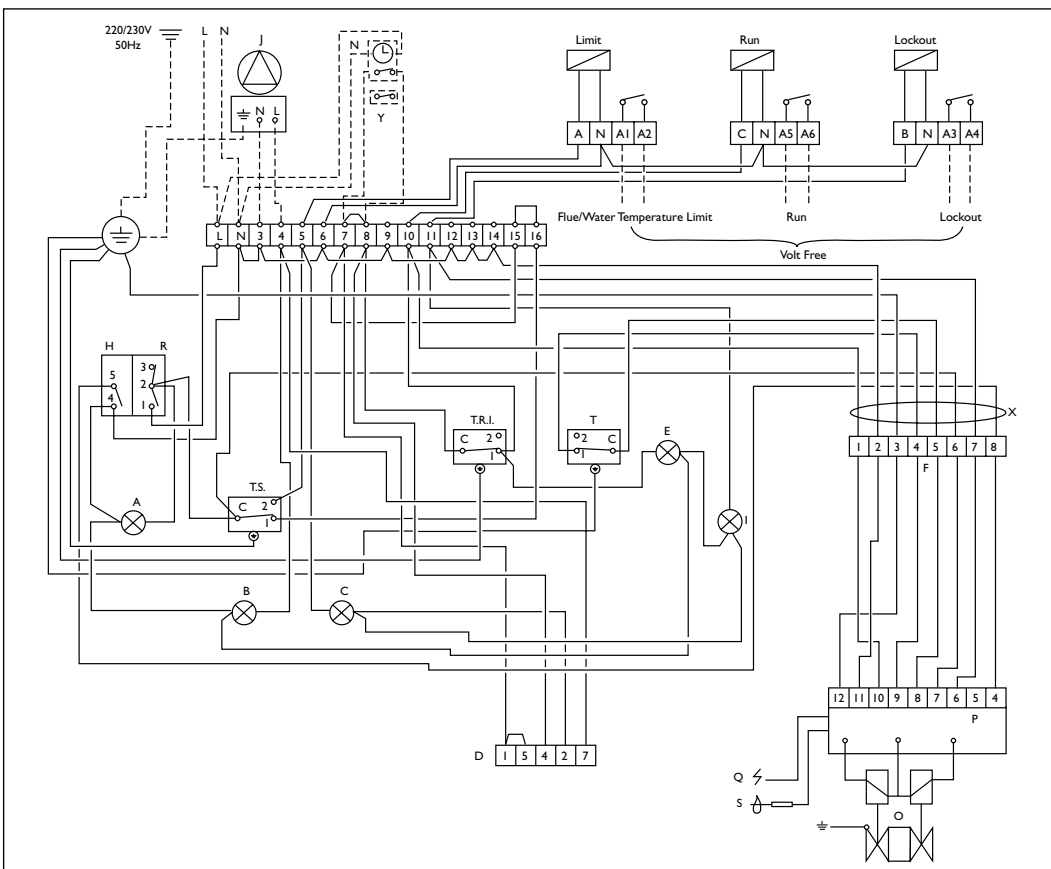 220/230V L N J N Limit Run Lockout
50Hz
N L
Y
A N A1 A2 C N A5 A6 B N A3 A4
Flue/Water Temperature Limit Run Lockout
Volt Free
L N 3 4 5 6 7 8 9 10 11 12 13 14 15 16
H R
3
5 2
4 1
T.R.I. T E
C 2 1
2 1 C
X
1 2 3 4 5 6 7 8
F
T.S.
C 2 1
A
I
B C
12 11 10 9 8 7 6 5 4
P
D 1 5 4 2 7
Q
S
O